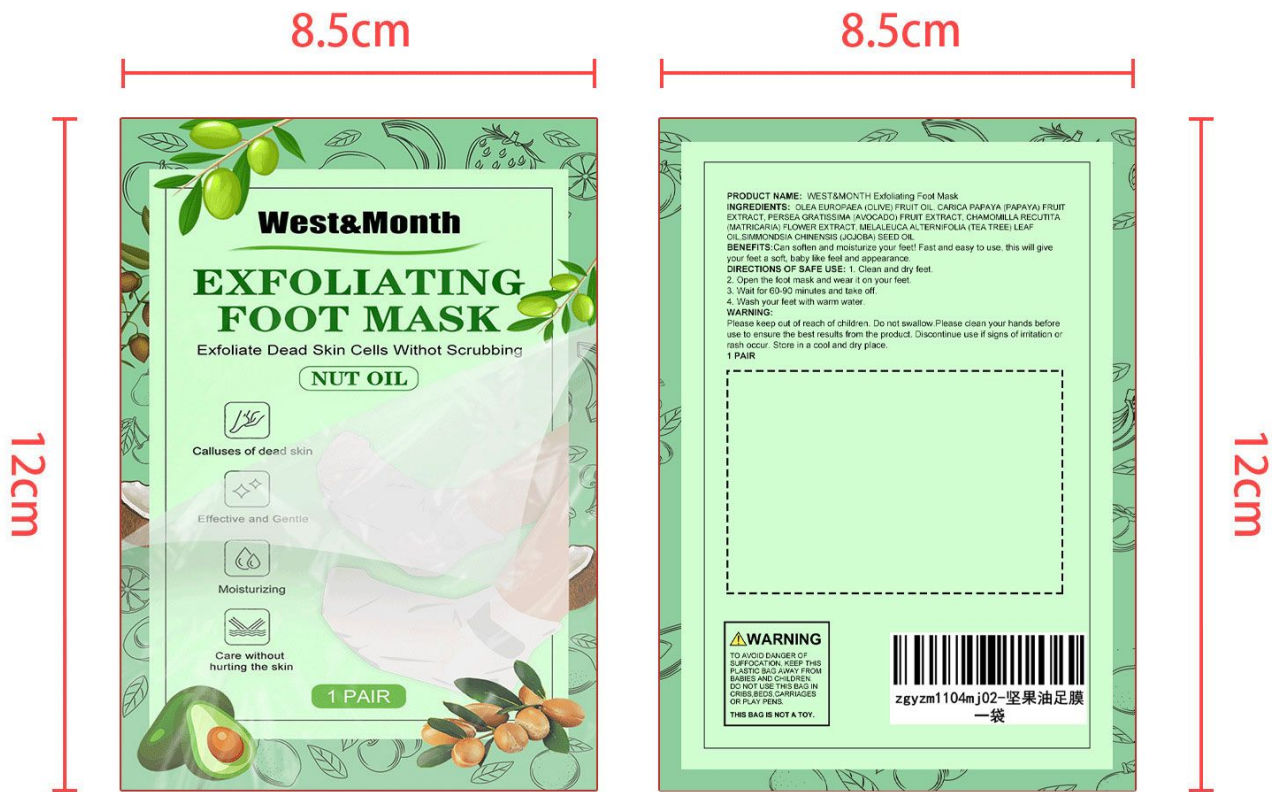 8.5cm
8.5cm
12cm
12cm
West&Month
EXFOLIATING
FOOT MASK
Exfoliate Dead Skin Cells Withot Scrubbing
NUT OIL
Calluses of dead skin
Effective and Gentle
Moisturizing
Care without
hurting the skin
1 PAIR
PRODUCT NAME: WEST&MONTH Exfoliating Foot Mask
INGREDIENTS: OLEA EUROPAEA (OLIVE) FRUIT OIL, CARICA PAPAYA (PAPAYA) FRUIT
EXTRACT, PERSEA GRATISSIMA (AVOCADO) FRUIT EXTRACT, CHAMOMILLA RECUTITA
(MATRICARIA) FLOWER EXTRACT, MELALEUCA ALTERNIFOLIA (TEA TREE) LEAF
OIL,SIMMONDSIA CHINENSIS (JOJOBA) SEED OIL
BENEFITS:Can soften and moisturize your feet! Fast and easy to use, this will give
your feet a soft, baby like feel and appearance.
DIRECTIONS OF SAFE USE: 1. Clean and dry feet.
2. Open the foot mask and wear it on your feet.
3. Wait for 60-90 minutes and take off.
4. Wash your feet with warm water.
WARNING:
Please keep out of reach of children. Do not swallow.Please clean your hands before
use to ensure the best results from the product. Discontinue use if signs of irritation or
rash occur. Store in a cool and dry place.
1 PAIR
WARNING
TO AVOID DANGER OF
SUFFOCATION, KEEP THIS
PLASTIC BAG AWAY FROM
BABIES AND CHILDREN.
DO NOT USE THIS BAG IN
CRIBS,BEDS,CARRIAGES
OR PLAY PENS.
THIS BAG IS NOT A TOY.
zgyzm1104mj02-坚果油足膜
一袋